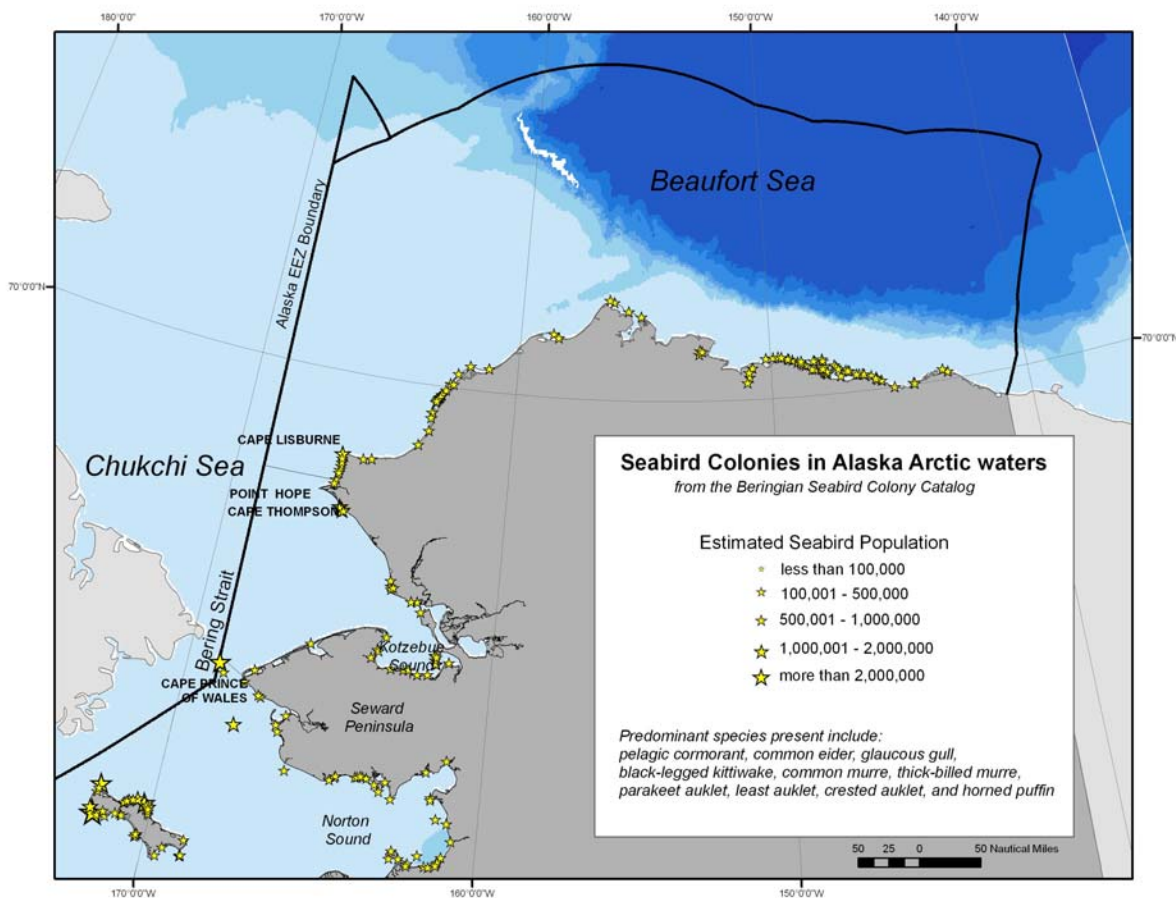 180°0'0"W
170°0'0"W
160°0'0"W
150°0'0"W
140°0'0"W
Beaufort Sea
Alaska EEZ Boundary
70°0'0"N
70°0'0"N
CAPE LISBURNE
Chukchi Sea
POINT HOPE
CAPE THOMPSON
Bering Strait
Kotzebue
Sound
CAPE PRINCE
OF WALES
Seward
Peninsula
Norton
Sound
Seabird Colonies in Alaska Arctic waters
from the Beringian Seabird Colony Catalog
Estimated Seabird Population
less than 100,000
100,001 - 500,000
500,001 - 1,000,000
1,000,001 - 2,000,000
more than 2,000,000
Predominant species present include:
pelagic cormorant, common eider, glaucous gull,
black-legged kittiwake, common murre, thick-billed murre,
parakeet auklet, least auklet, crested auklet, and horned puffin
50 25 0 50 Nautical Miles
170°0'0"W
160°0'0"W
150°0'0"W